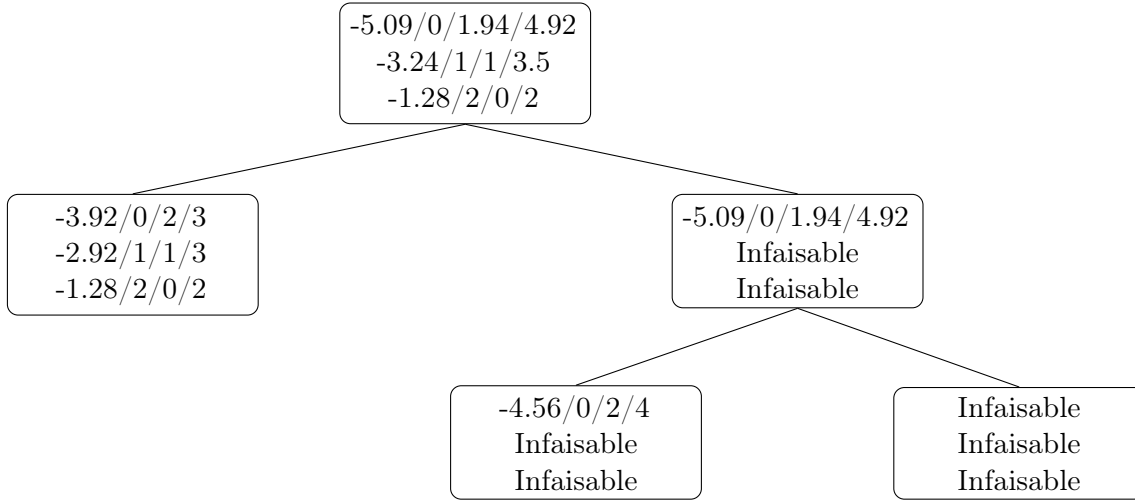 -5.09/0/1.94/4.92
-3.24/1/1/3.5
-1.28/2/0/2
-3.92/0/2/3
-2.92/1/1/3
-1.28/2/0/2
-5.09/0/1.94/4.92
Infaisable
Infaisable
-4.56/0/2/4
Infaisable
Infaisable
Infaisable
Infaisable
Infaisable